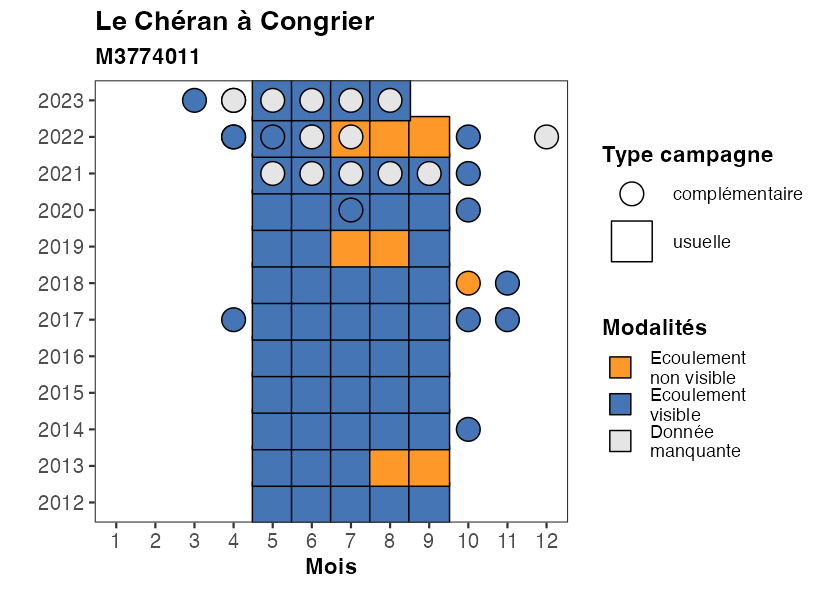 Le Chéran à Congrier
M3774011
2023
2022
2021
2020
2019
2018
2017
2016
2015
2014
2013
2012
1 2 3 4 5 6 7 8 9 10 11 12
Mois
Type campagne
complémentaire
usuelle
Modalités
Ecoulement
non visible
Ecoulement
visible
Donnée
manquante